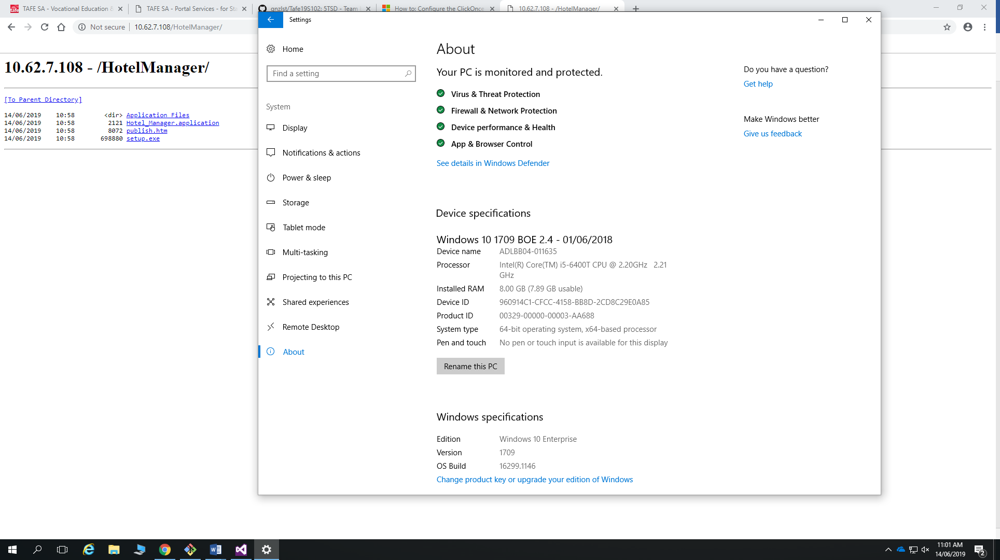 TAFE SA - Vocational Education &
TAFE SA - Portal Services - for Sta
gnzlst/Tafe19S102: 5TSD - Team
How to: Configure the ClickOnce
10.62.7.108 - /HotelManager/
Not secure
10.62.7.108/HotelManager/
10.62.7.108 - /HotelManager/
[To Parent Directory]
14/06/2019 10:58 <dir> Application Files
14/06/2019 10:58 2121 Hotel_Manager.application
14/06/2019 10:58 8072 publish.htm
14/06/2019 10:58 698880 setup.exe
Settings
Home
Find a setting
System
Display
Notifications & actions
Power & sleep
Storage
Tablet mode
Multi-tasking
Projecting to this PC
Shared experiences
Remote Desktop
About
About
Your PC is monitored and protected.
Virus & Threat Protection
Firewall & Network Protection
Device performance & Health
App & Browser Control
See details in Windows Defender
Device specifications
Windows 10 1709 BOE 2.4 - 01/06/2018
Device name ADLBB04-011635
Processor Intel(R) Core(TM) i5-6400T CPU @ 2.20GHz 2.21
GHz
Installed RAM 8.00 GB (7.89 GB usable)
Device ID 960914C1-CFCC-4158-BB8D-2CD8C29E0A85
Product ID 00329-00000-00003-AA688
System type 64-bit operating system, x64-based processor
Pen and touch No pen or touch input is available for this display
Rename this PC
Windows specifications
Edition Windows 10 Enterprise
Version 1709
OS Build 16299.1146
Change product key or upgrade your edition of Windows
Do you have a question?
Get help
Make Windows better
Give us feedback
11:01 AM
14/06/2019
2